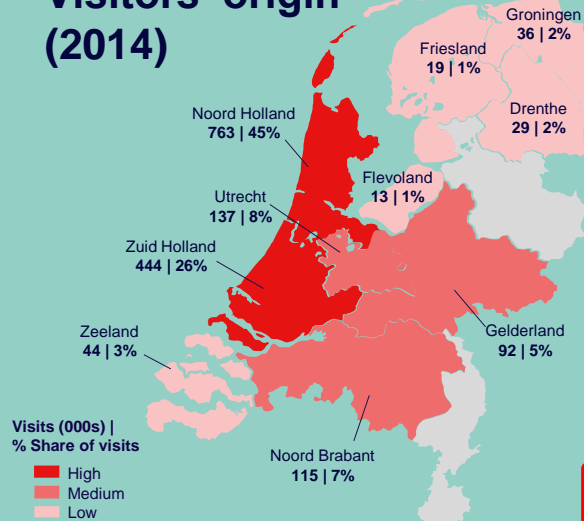 Visitors' origin
(2014)
Groningen
36 | 2%
Friesland
19 | 1%
Drenthe
29 | 2%
Noord Holland
763 | 45%
Flevoland
13 | 1%
Utrecht
137 | 8%
Zuid Holland
444 | 26%
Gelderland
92 | 5%
Zeeland
44 | 3%
Noord Brabant
115 | 7%
Visits (000s) |
% Share of visits
High
Medium
Low